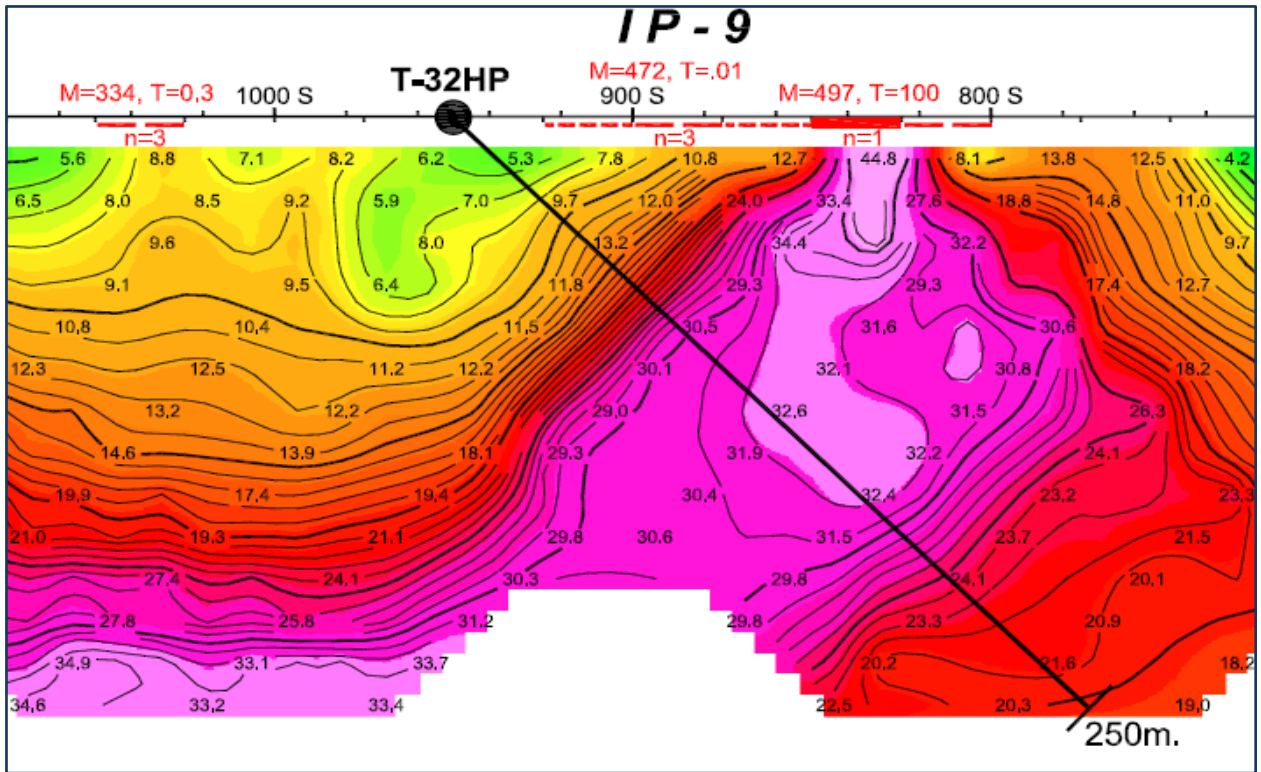 IP-9
M=472, T=.01
T-32HP
M=334, T=0,3 1000 S 900 S M=497, T=100 800 S
n=3 n=3 n=1
5.6 8.8 7.1 8.2 6.2 5.3 7.8 10.8 12.7 44.8 8.1 13.8 12.5 4.2
6.5 8.0 8.5 9.2 5.9 7.0 9.7 12.0 24.0 33.4 27.6 18.8 14.8 11.0
9.6 8.0 13.2 34.4 32.2 9.7
9.1 9.5 6.4 11.8 29.3 29.3 17.4 12.7
10,8 10,4 11.5 30,5 31,6 30,6
12.3 12.5 11.2 12.2 30.1 32.1 30.8 18.2
13,2 12.2 29,0 32.6 31.5 26.3
14.6 13.9 18.1 29.3 31.9 32.2 24.1
19,9 17.4 19.4 30.4 32.4 23.2 23.3
21.0 19.3 21.1 29.8 30.6 31.5 23.7 21.5
27.4 24.1 30.3 29.8 24.1 20.1
27.8 25.8 31.2 29.8 23.3 20.9
34.9 33.1 33.7 20.2 21.6 18.2
34,6 33,2 33,4 22,5 20,3 19,0
250m.